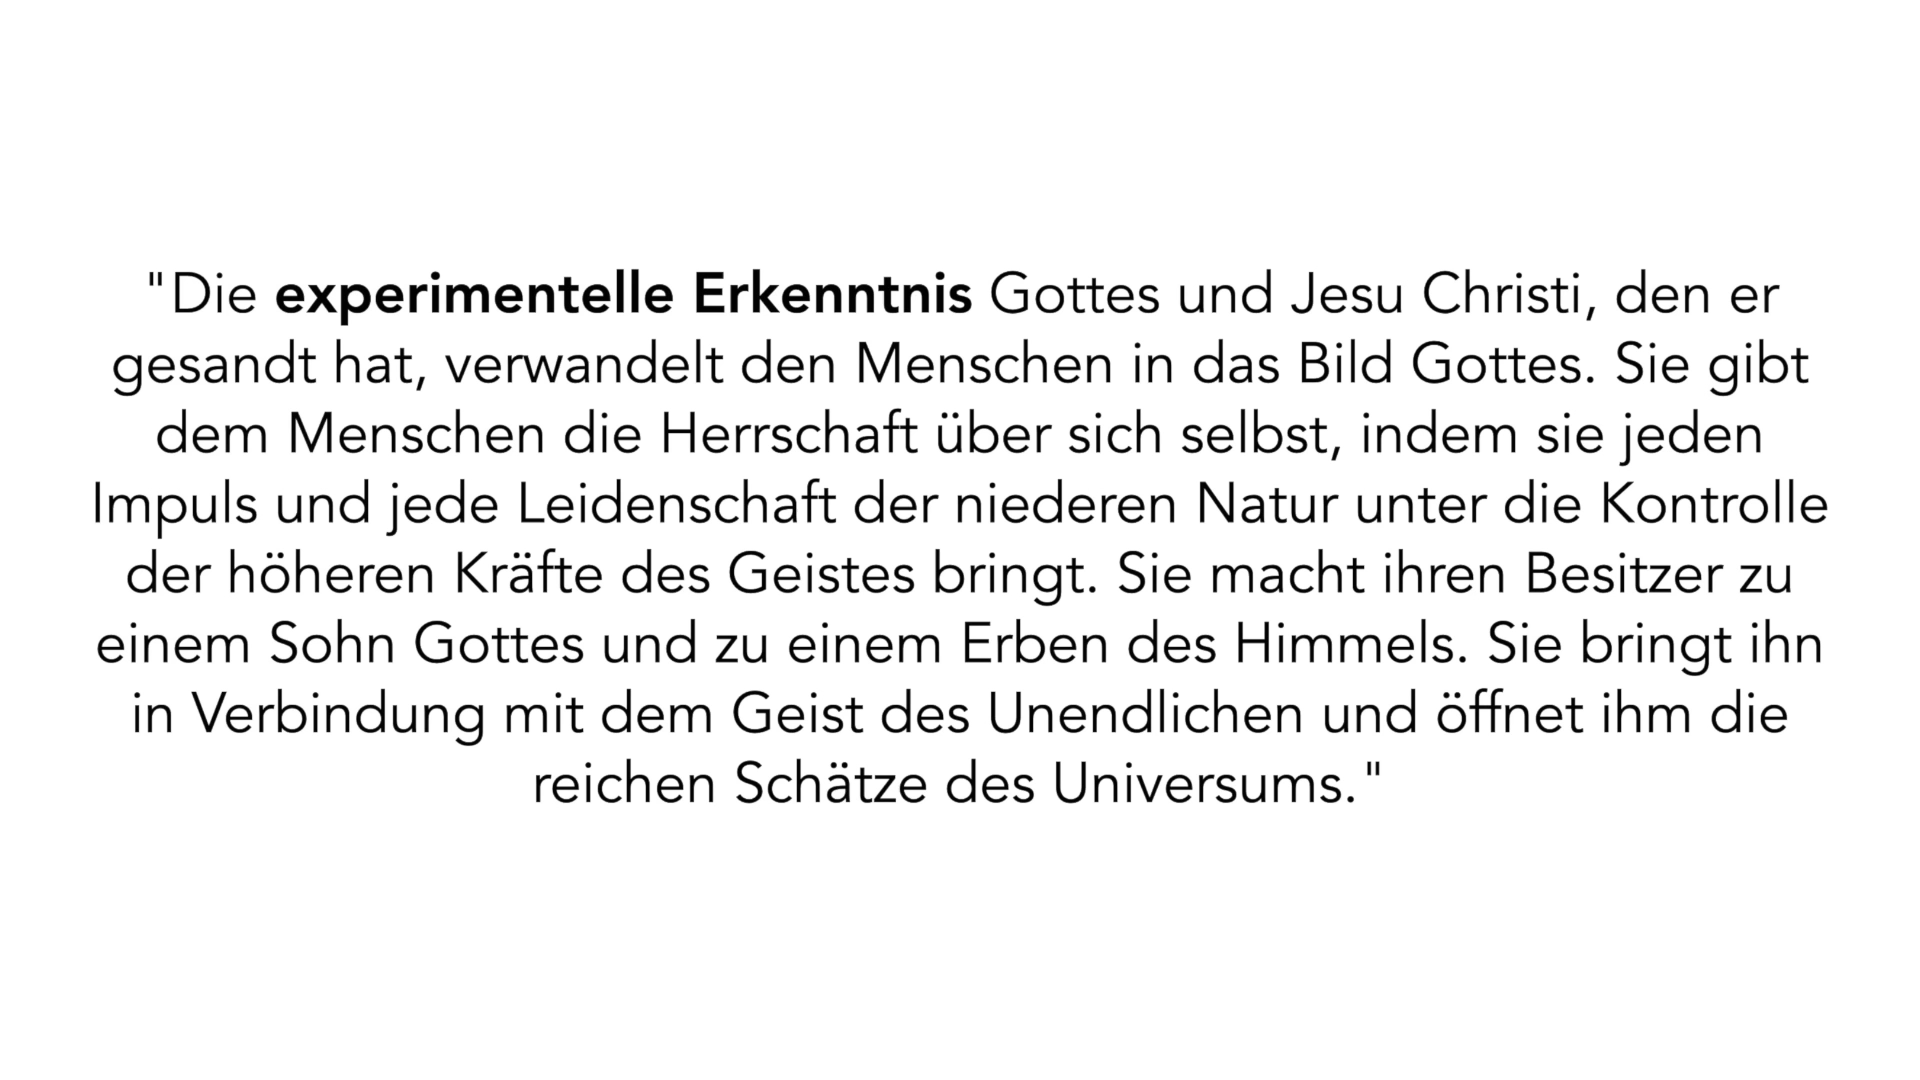 "Die experimentelle Erkenntnis Gottes und Jesu Christi, den er
gesandt hat, verwandelt den Menschen in das Bild Gottes. Sie gibt
dem Menschen die Herrschaft über sich selbst, indem sie jeden
Impuls und jede Leidenschaft der niederen Natur unter die Kontrolle
der höheren Kräfte des Geistes bringt. Sie macht ihren Besitzer zu
einem Sohn Gottes und zu einem Erben des Himmels. Sie bringt ihn
in Verbindung mit dem Geist des Unendlichen und öffnet ihm die
reichen Schätze des Universums."